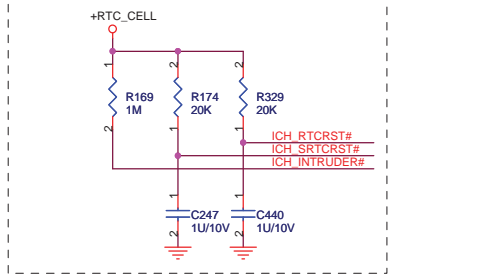 +RTC_CELL
1
2
2
R169
1M
R174
20K
R329
20K
2
1
1
ICH_RTCRST#
ICH_SRTCRST#
ICH_INTRUDER#
1
1
C247
1U/10V
C440
1U/10V
2
2